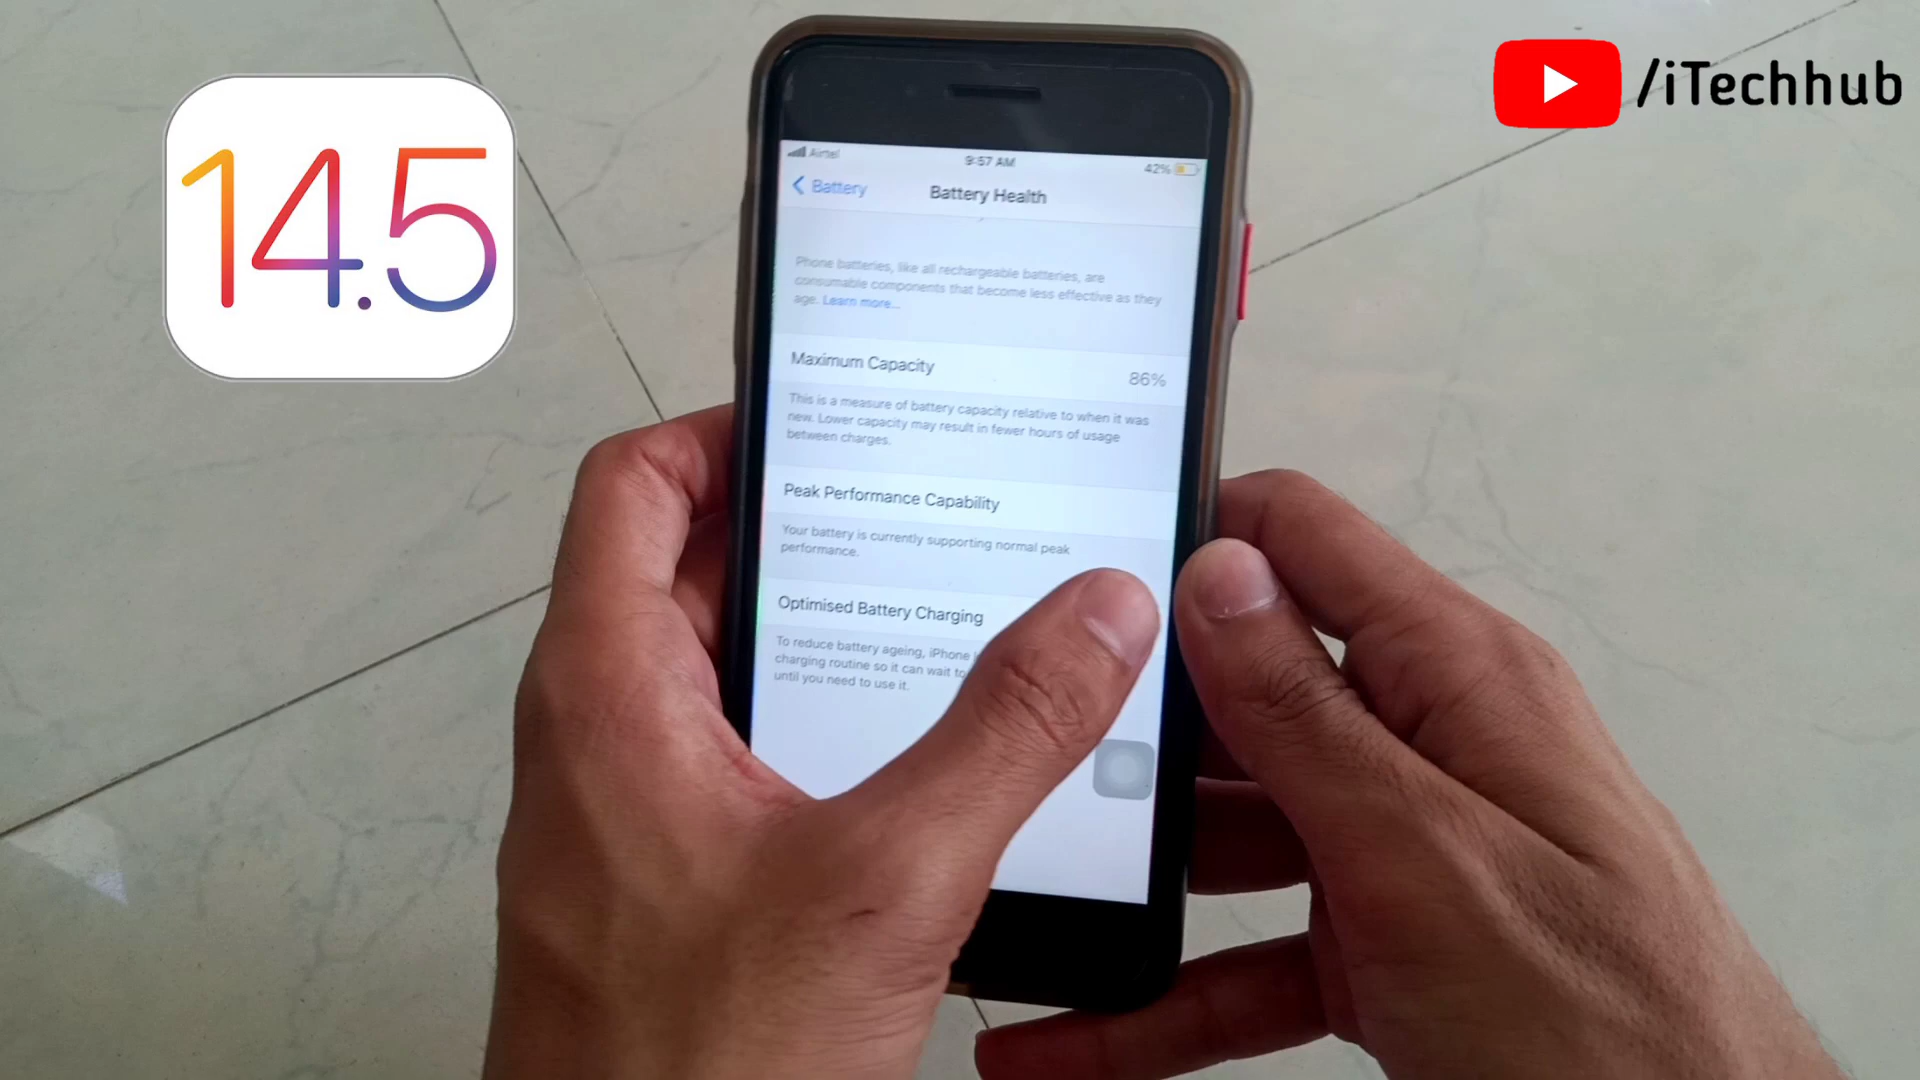 14.5
/iTechhub
Airtel
9:57 AM
42%
Battery
Battery Health
Phone batteries, like all rechargeable batteries, are
consumable components that become less effective as they
age. Learn more...
Maximum Capacity
86%
This is a measure of battery capacity relative to when it was
new. Lower capacity may result in fewer hours of usage
between charges.
Peak Performance Capability
Your battery is currently supporting normal peak
performance.
Optimised Battery Charging
To reduce battery ageing, iPhone
charging routine so it can wait to
until you need to use it.